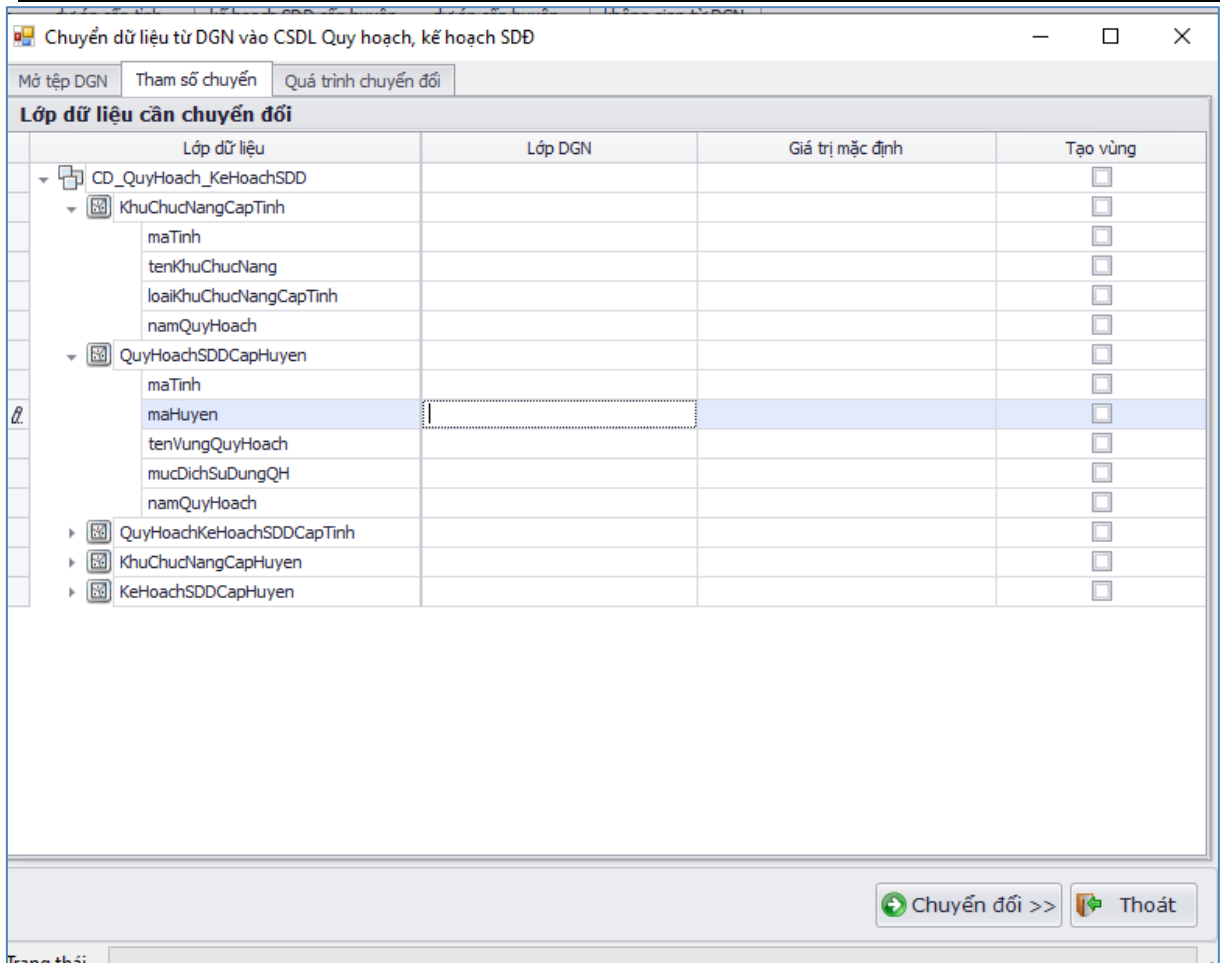 Chuyển dữ liệu từ DGN vào CSDL Quy hoạch, kế hoạch SDĐ
Mở tệp DGN Tham số chuyển Quá trình chuyển đổi
Lớp dữ liệu cần chuyển đổi
Lớp dữ liệu Lớp DGN Giá trị mặc định Tạo vùng
CD_QuyHoach_KeHoachSDD
KhuChucNangCapTinh
maTinh
tenKhuChucNang
loaiKhuChucNangCapTinh
namQuyHoach
QuyHoachSDDCapHuyen
maTinh
maHuyen
tenVungQuyHoach
mucDichSuDungQH
namQuyHoach
QuyHoachKeHoachSDDCapTinh
KhuChucNangCapHuyen
KeHoachSDDCapHuyen
Chuyển đổi >> Thoát
Trạng thái